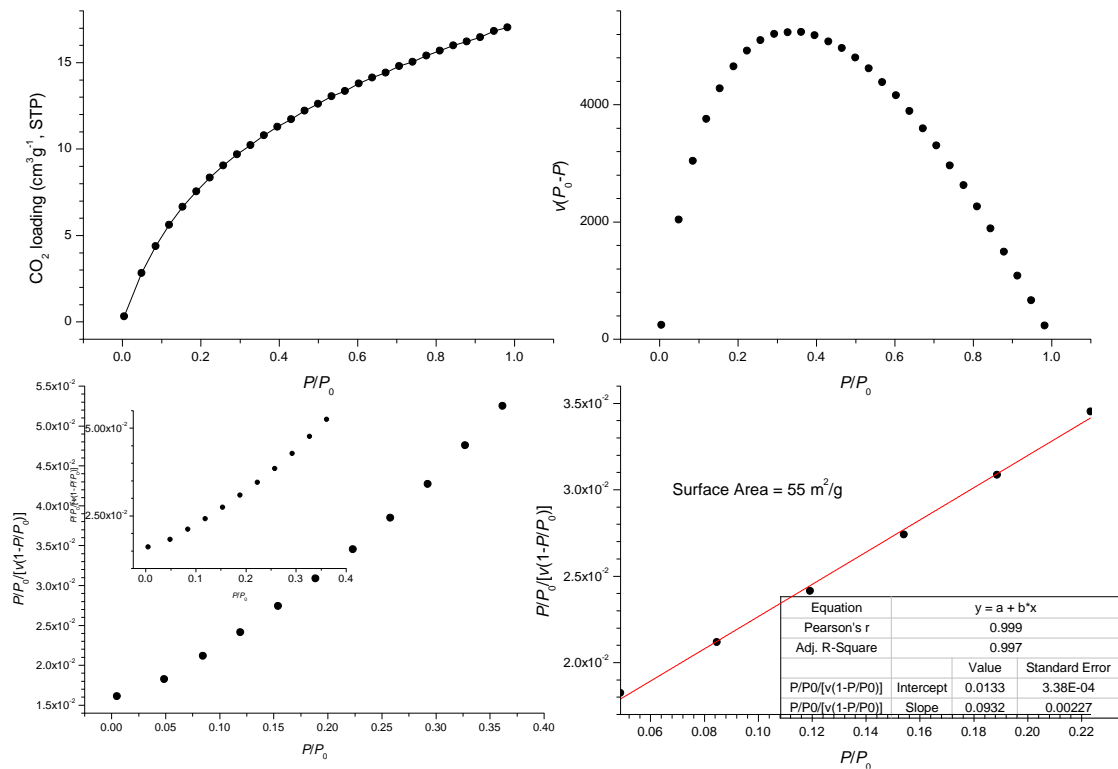 CO₂ loading (cm³g⁻¹, STP)
15
10
5
0
0.0 0.2 0.4 0.6 0.8 1.0
P/P₀
v(P₀-P)
4000
2000
0
0.0 0.2 0.4 0.6 0.8 1.0
P/P₀
P/P₀/[v(1-P/P₀)]
5.5x10⁻²
5.0x10⁻²
4.5x10⁻²
4.0x10⁻²
3.5x10⁻²
3.0x10⁻²
2.5x10⁻²
2.0x10⁻²
1.5x10⁻²
0.00 0.05 0.10 0.15 0.20 0.25 0.30 0.35 0.40
P/P₀
P/P₀/[v(1-P/P₀)]
5.00x10⁻²
2.50x10⁻²
0.0 0.1 0.2 0.3 0.4
P/P₀
P/P₀/[v(1-P/P₀)]
3.5x10⁻²
3.0x10⁻²
2.5x10⁻²
2.0x10⁻²
Surface Area = 55 m²/g
Equation y = a + b*x
Pearson's r 0.999
Adj. R-Square 0.997
Value Standard Error
P/P0/[v(1-P/P0)] Intercept 0.0133 3.38E-04
P/P0/[v(1-P/P0)] Slope 0.0932 0.00227
0.06 0.08 0.10 0.12 0.14 0.16 0.18 0.20 0.22
P/P₀